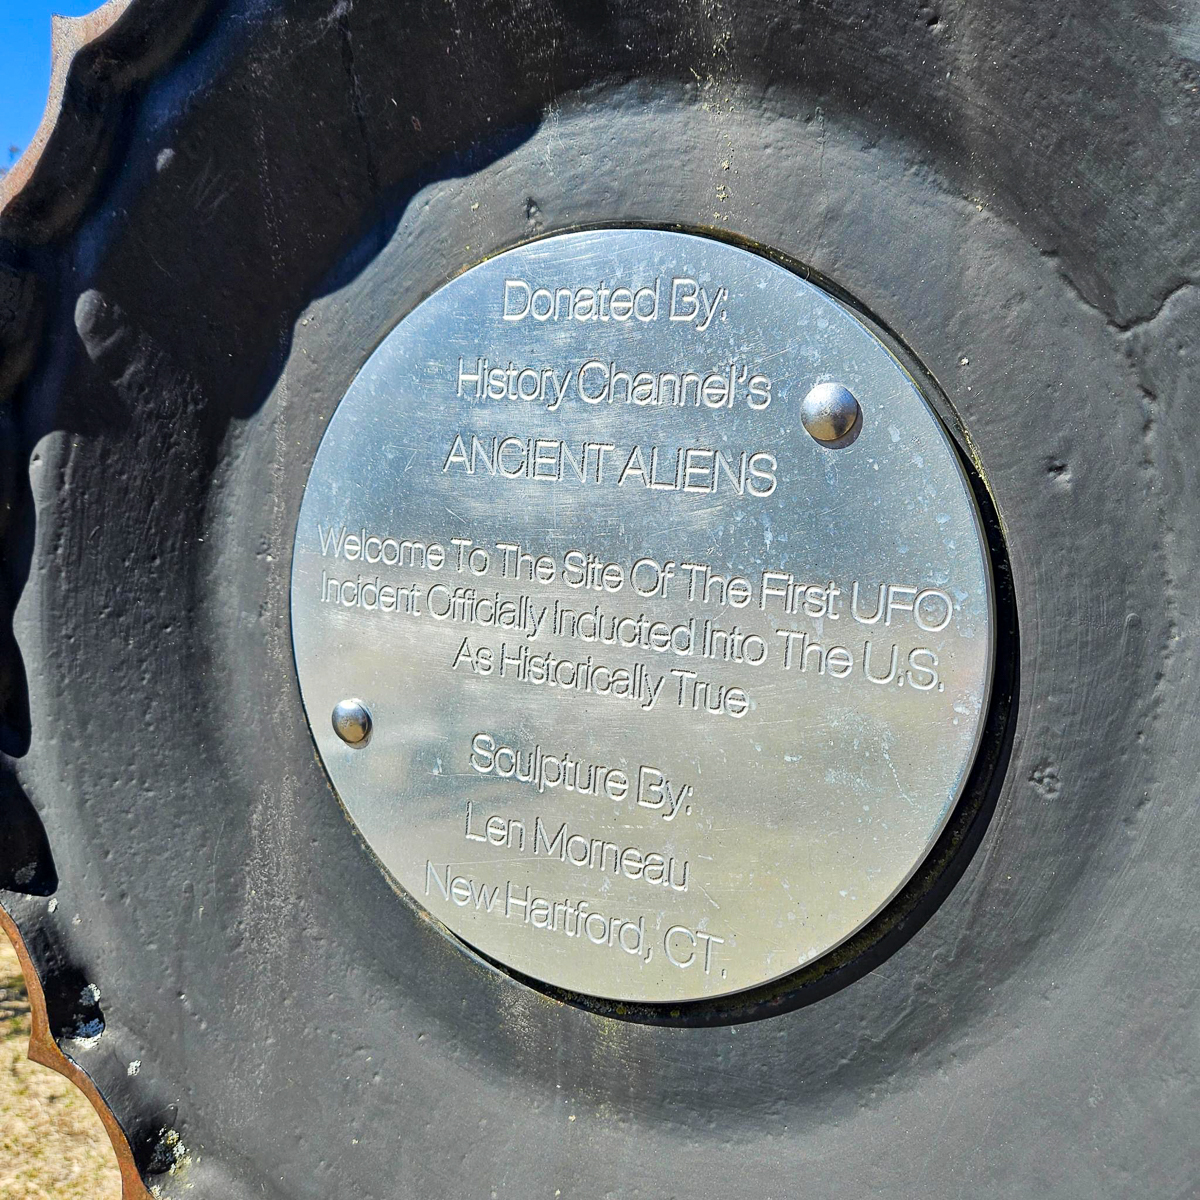 Donated By:
History Channel's
ANCIENT ALIENS
Welcome To The Site Of The First UFO
Incident Officially Inducted Into The U.S.
As Historically True
Sculpture By:
Len Morneau
New Hartford, CT.